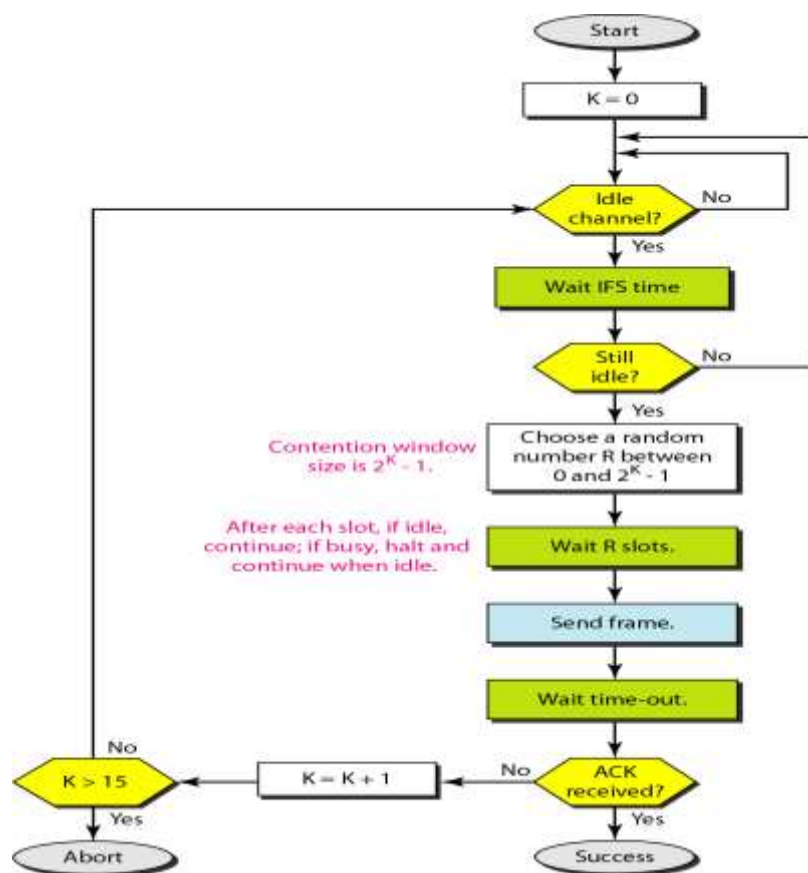 Start
K = 0
Idle
channel?
No
Yes
Wait IFS time
Still
idle?
No
Yes
Contention window
size is 2^K - 1.
Choose a random
number R between
0 and 2^K - 1
After each slot, if idle,
continue; if busy, halt and
continue when idle.
Wait R slots.
Send frame.
Wait time-out.
ACK
received?
No
K = K + 1
K > 15
No
Yes
Yes
Abort
Success